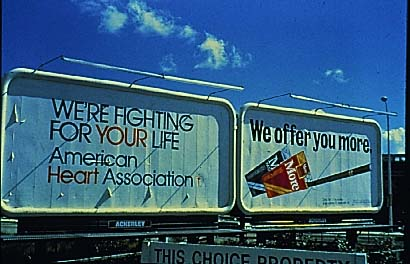 WE'RE FIGHTING
FOR YOUR LIFE
American
Heart Association
ACKERLEY
We offer you more.
More
THIS CHOICE PROPERTY